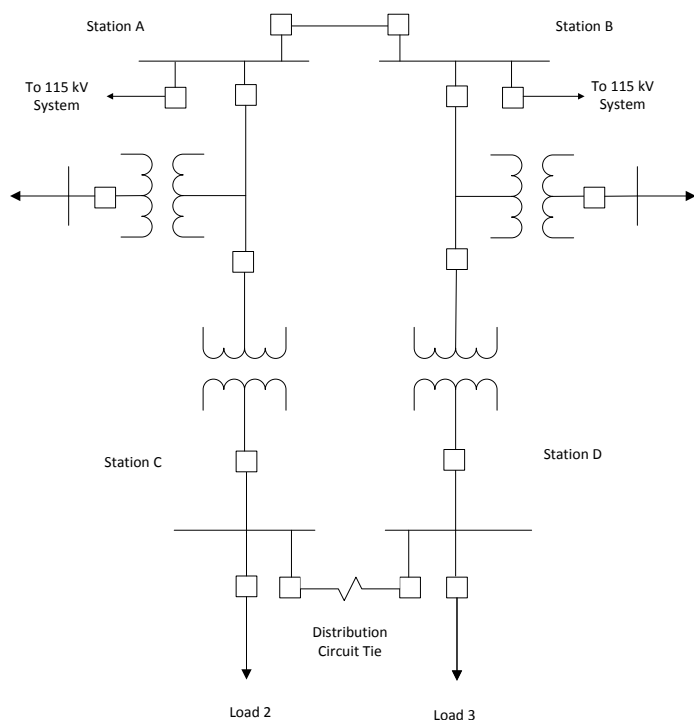 Station A
Station B
To 115 kV
System
To 115 kV
System
Station C
Station D
Distribution
Circuit Tie
Load 2
Load 3